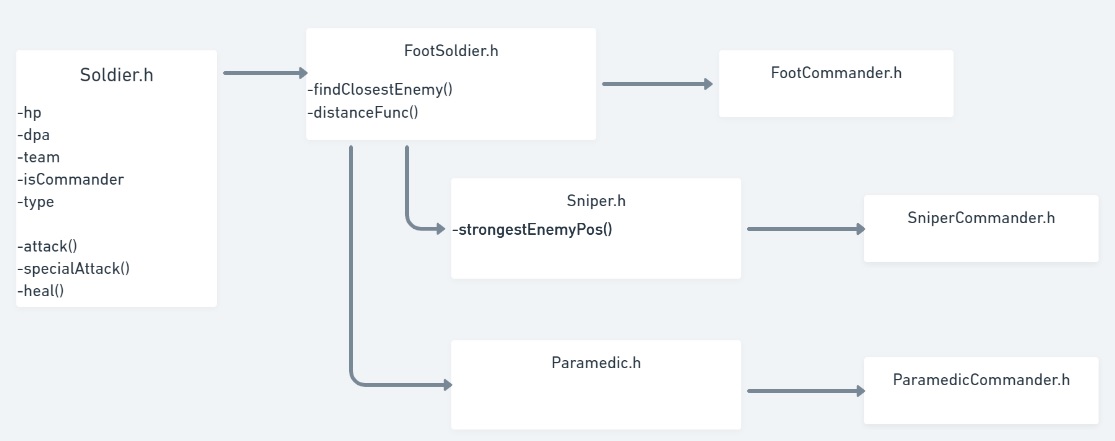 Soldier.h
-hp
-dpa
-team
-isCommander
-type
-attack()
-specialAttack()
-heal()
FootSoldier.h
-findClosestEnemy()
-distanceFunc()
FootCommander.h
Sniper.h
-strongestEnemyPos()
SniperCommander.h
Paramedic.h
ParamedicCommander.h